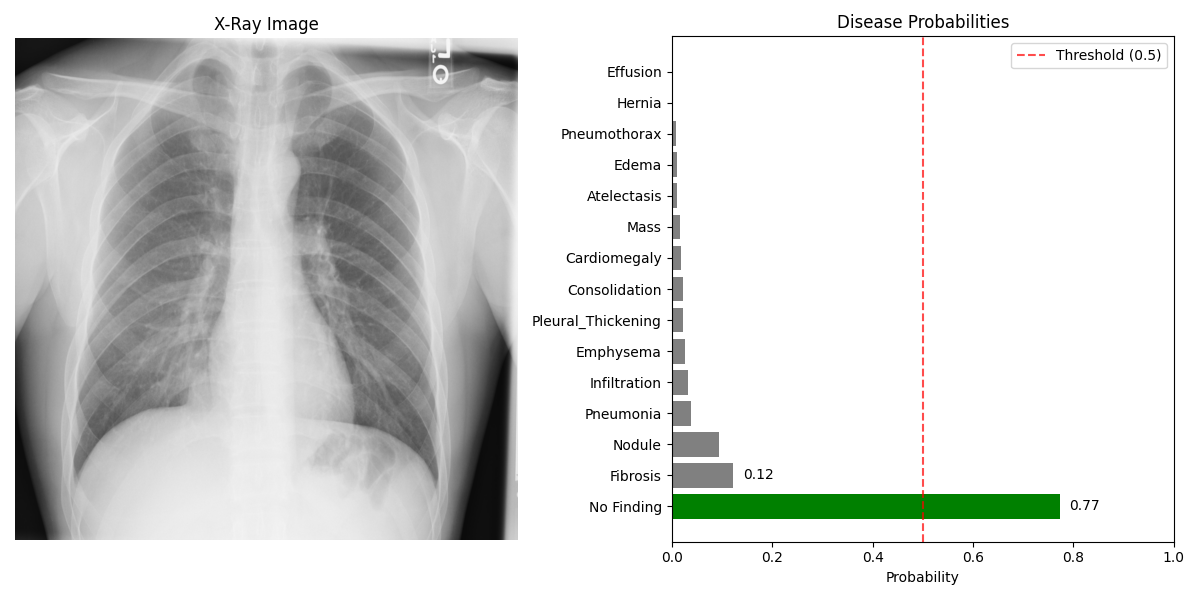 X-Ray Image
Disease Probabilities
Threshold (0.5)
Effusion
Hernia
Pneumothorax
Edema
Atelectasis
Mass
Cardiomegaly
Consolidation
Pleural_Thickening
Emphysema
Infiltration
Pneumonia
Nodule
Fibrosis
0.12
No Finding
0.77
0.0 0.2 0.4 0.6 0.8 1.0
Probability